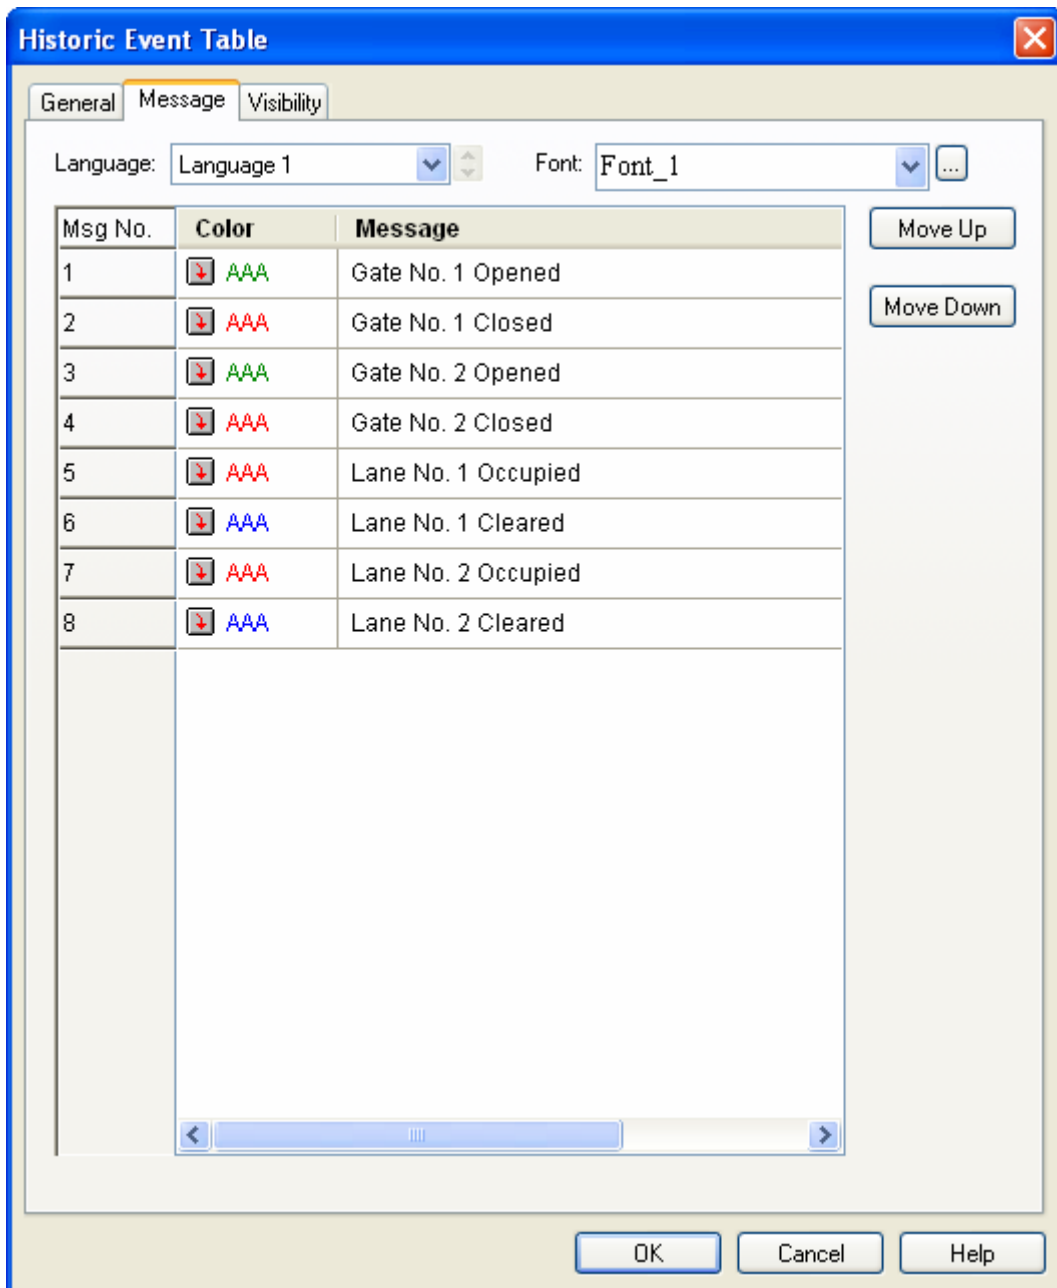 Historic Event Table
General Message Visibility
Language: Language 1 Font: Font_1 ...
Msg No. Color Message Move Up
1 AAA Gate No. 1 Opened
Move Down
2 AAA Gate No. 1 Closed
3 AAA Gate No. 2 Opened
4 AAA Gate No. 2 Closed
5 AAA Lane No. 1 Occupied
6 AAA Lane No. 1 Cleared
7 AAA Lane No. 2 Occupied
8 AAA Lane No. 2 Cleared
OK Cancel Help